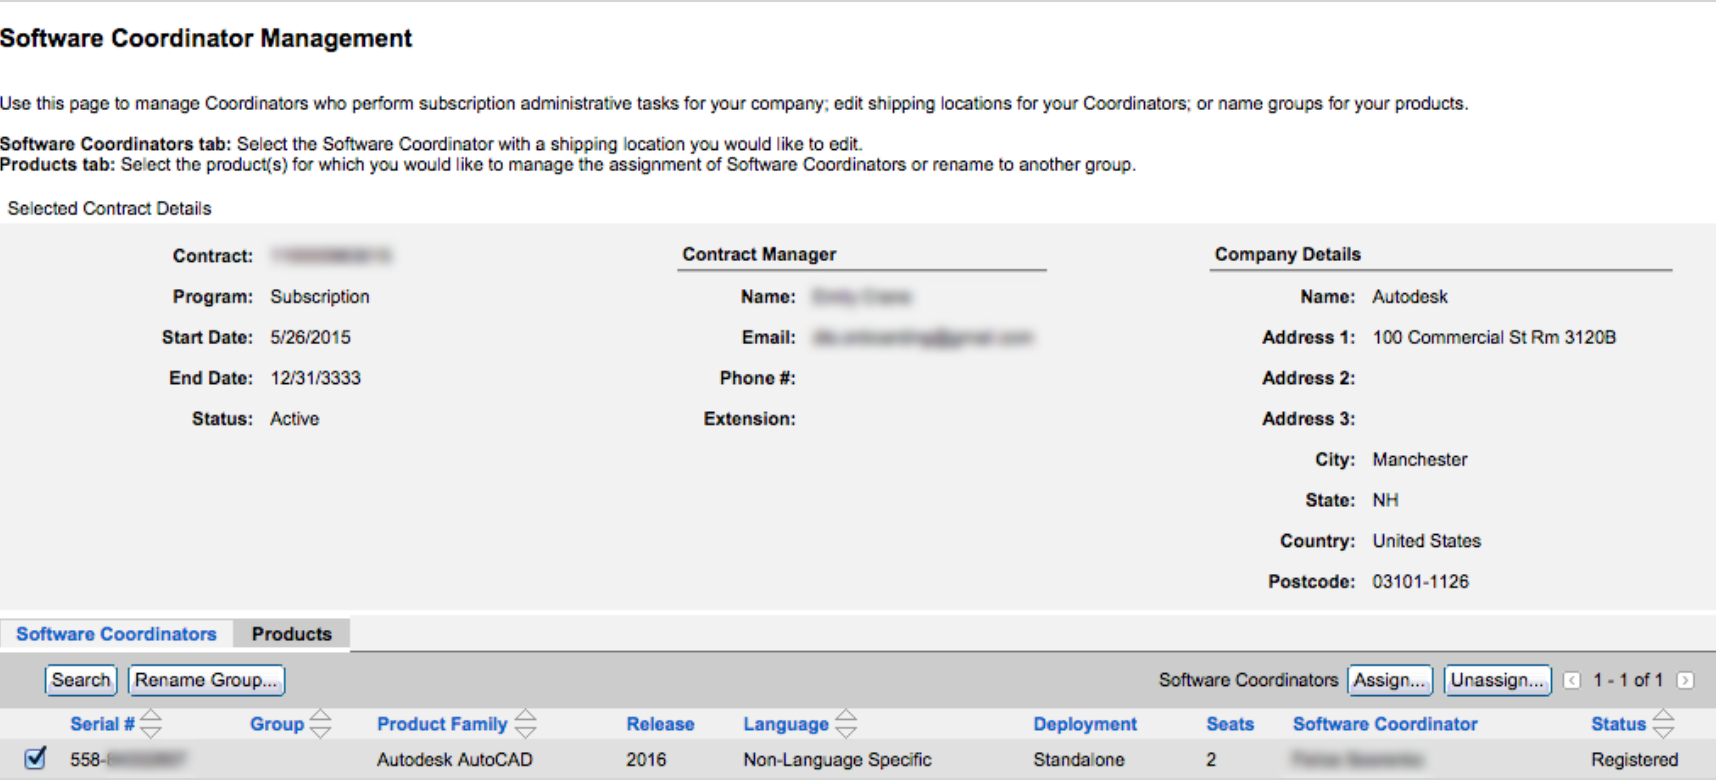 Software Coordinator Management
Use this page to manage Coordinators who perform subscription administrative tasks for your company; edit shipping locations for your Coordinators; or name groups for your products.
Software Coordinators tab: Select the Software Coordinator with a shipping location you would like to edit.
Products tab: Select the product(s) for which you would like to manage the assignment of Software Coordinators or rename to another group.
Selected Contract Details
Contract:
Program: Subscription
Start Date: 5/26/2015
End Date: 12/31/3333
Status: Active
Contract Manager
Name:
Email:
Phone #:
Extension:
Company Details
Name: Autodesk
Address 1: 100 Commercial St Rm 3120B
Address 2:
Address 3:
City: Manchester
State: NH
Country: United States
Postcode: 03101-1126
Software Coordinators Products
Search Rename Group... Software Coordinators Assign... Unassign... 1 - 1 of 1
Serial # Group Product Family Release Language Deployment Seats Software Coordinator Status
558- Autodesk AutoCAD 2016 Non-Language Specific Standalone 2 Registered